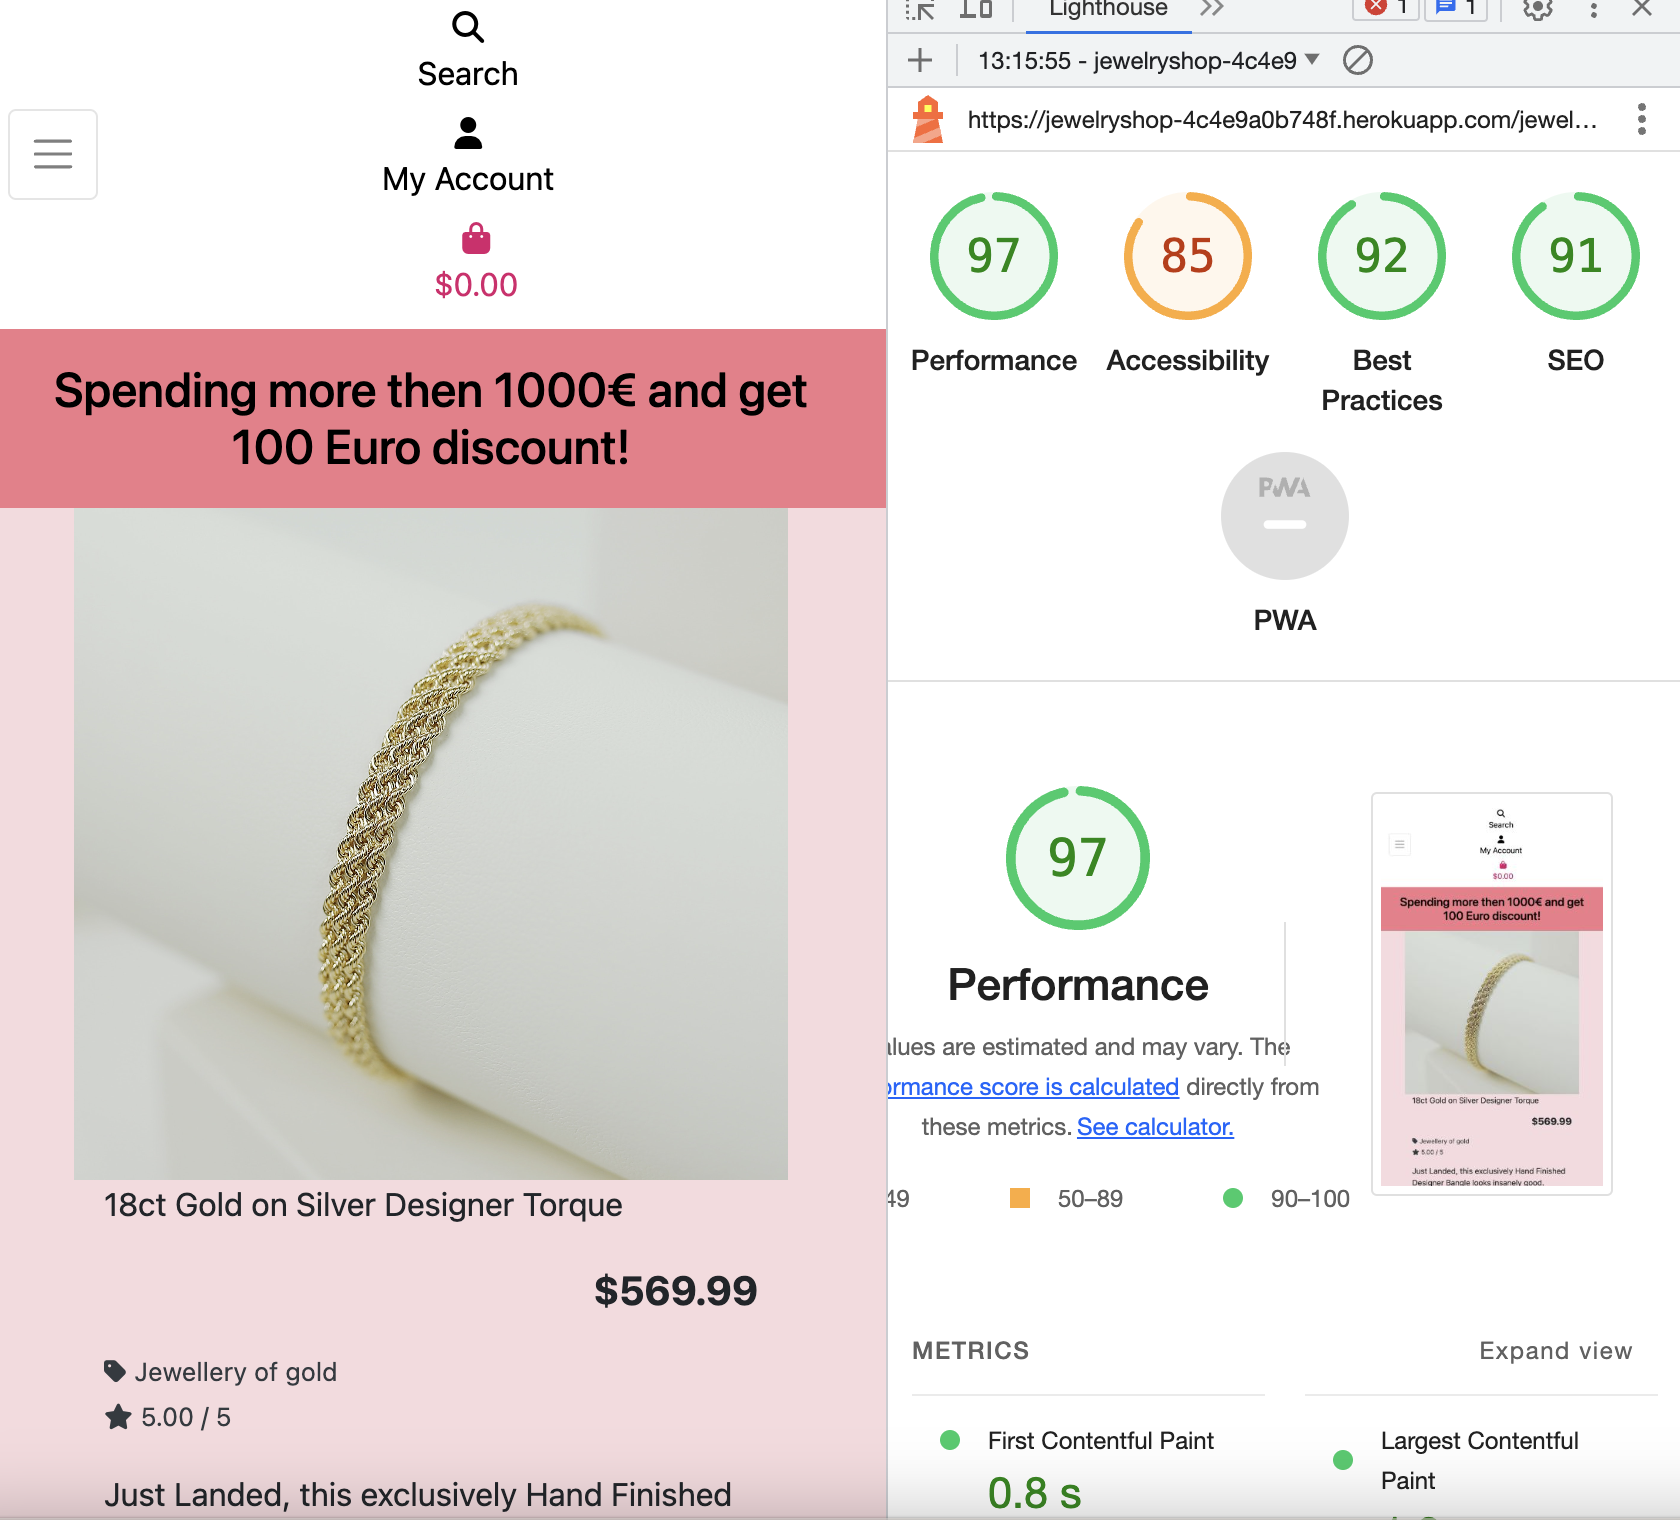 Search
My Account
$0.00
Spending more then 1000€ and get
100 Euro discount!
18ct Gold on Silver Designer Torque
$569.99
Jewellery of gold
5.00 / 5
Just Landed, this exclusively Hand Finished
Lighthouse
1
1
13:15:55 - jewelryshop-4c4e9
https://jewelryshop-4c4e9a0b748f.herokuapp.com/jewel...
97
85
92
91
Performance
Accessibility
Best
Practices
SEO
PWA
PWA
97
Performance
alues are estimated and may vary. The
ormance score is calculated directly from
these metrics. See calculator.
49
50–89
90–100
Search
My Account
$0.00
Spending more then 1000€ and get
100 Euro discount!
18ct Gold on Silver Designer Torque
$569.99
Jewellery of gold
5.00 / 5
Just Landed, this exclusively Hand Finished
Designer Bangle looks insanely good.
METRICS
Expand view
First Contentful Paint
0.8 s
Largest Contentful
Paint